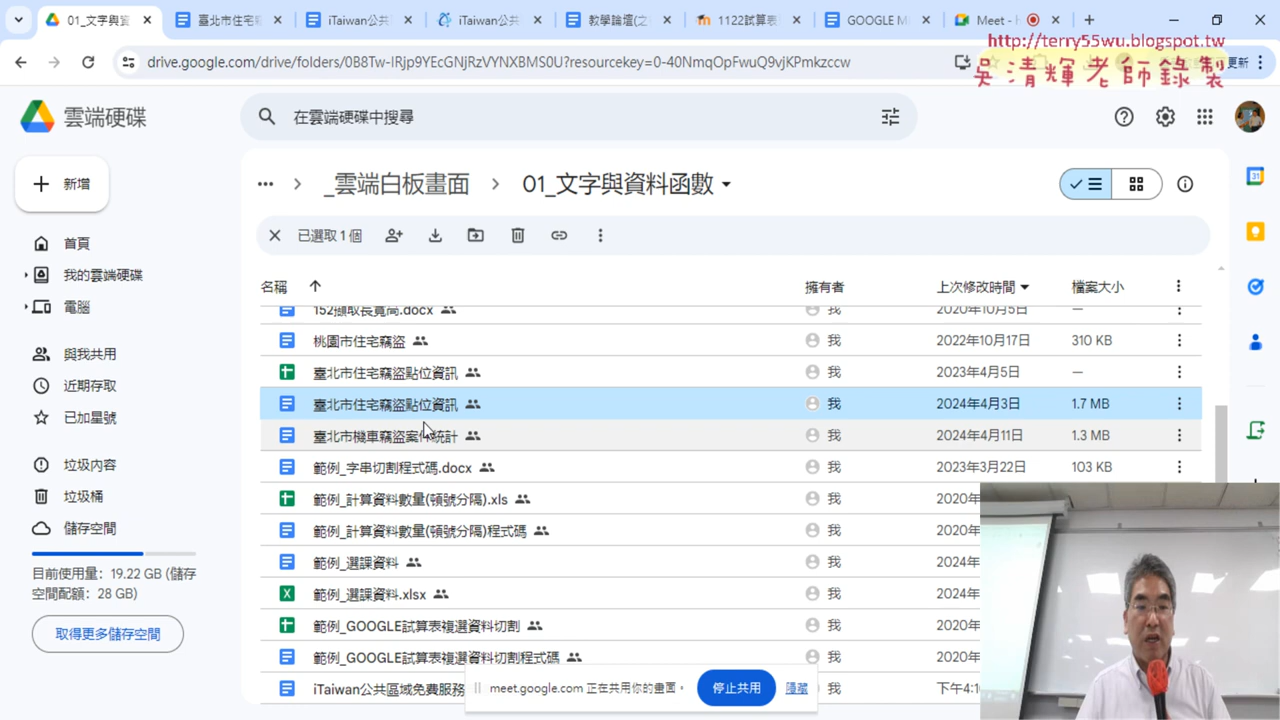 01_文字與資
臺北市住宅
iTaiwan公共
iTaiwan公共
教學論壇(之
1122試算表
GOOGLE M
Meet -
http://terry55wu.blogspot.tw
drive.google.com/drive/folders/0B8Tw-IRjp9YEcGNjRzVYNXBMS0U?resourcekey=0-40NmqOpFwuQ9vjKPmkzccw
更新
吳清輝老師錄製
雲端硬碟
在雲端硬碟中搜尋
新增
_雲端白板畫面
01_文字與資料函數
已選取 1 個
首頁
我的雲端硬碟
電腦
與我共用
近期存取
已加星號
垃圾內容
垃圾桶
儲存空間
目前使用量：19.22 GB (儲存
空間配額：28 GB)
取得更多儲存空間
名稱 擁有者 上次修改時間 檔案大小
152擷取長寬高.docx 我 2020年10月5日 —
桃園市住宅竊盜 我 2022年10月17日 310 KB
臺北市住宅竊盜點位資訊 我 2023年4月5日 —
臺北市住宅竊盜點位資訊 我 2024年4月3日 1.7 MB
臺北市機車竊盜案件統計 我 2024年4月11日 1.3 MB
範例_字串切割程式碼.docx 我 2023年3月22日 103 KB
範例_計算資料數量(頓號分隔).xls 我 2020年
範例_計算資料數量(頓號分隔)程式碼 我 2020年
範例_選課資料 我 2024年
範例_選課資料.xlsx 我 2024年
範例_GOOGLE試算表複選資料切割 我 2024年
範例_GOOGLE試算表複選資料切割程式碼 我 2024年
iTaiwan公共區域免費服務 我 下午4:1
meet.google.com 正在共用你的畫面。
停止共用
隱藏